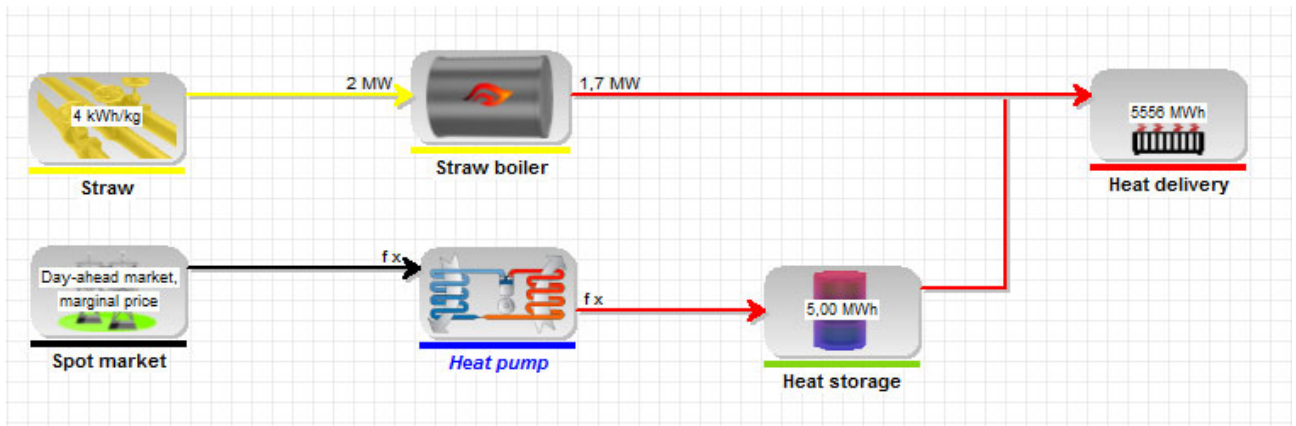 4 kWh/kg
Straw
2 MW
Straw boiler
1,7 MW
5556 MWh
Heat delivery
Day-ahead market,
marginal price
Spot market
f x
Heat pump
f x
5,00 MWh
Heat storage